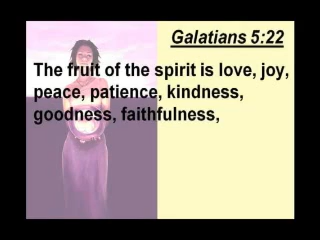 Galatians 5:22
The fruit of the spirit is love, joy,
peace, patience, kindness,
goodness, faithfulness,